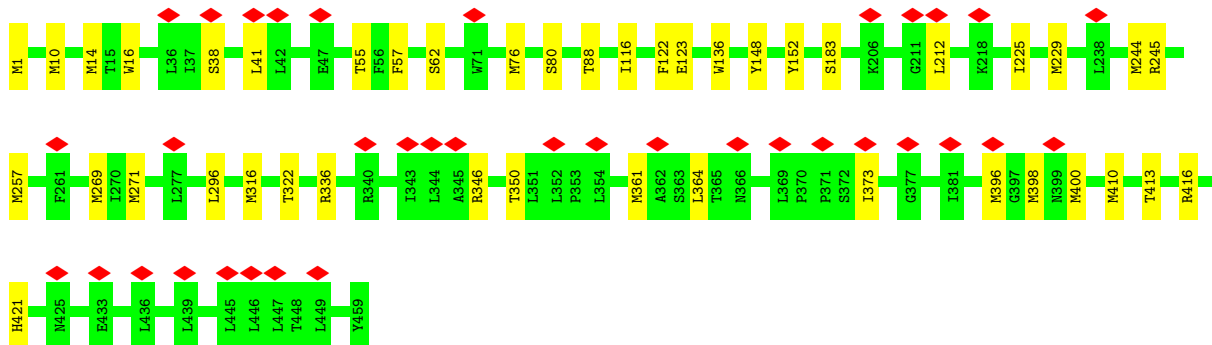 M1 M10 M14 T15 W16 L36 I37 S38 L41 L42 E47 T55 F56 F57 S62 W71 M76 S80 T88 I116 F122 E123 W136 Y148 Y152 S183 K206 G211 L212 K218 I225 M229 L238 M244 R245
M257 F261 M269 I270 M271 L277 L296 M316 T322 R336 R340 I343 L344 A345 R346 T350 L351 L352 P353 L354 M361 A362 S363 L364 T365 N366 L369 P370 P371 S372 I373 G377 I381 M396 G397 M398 N399 M400 M410 T413 R416
H421 N425 E433 L436 L439 L445 L446 L447 T448 L449 Y459